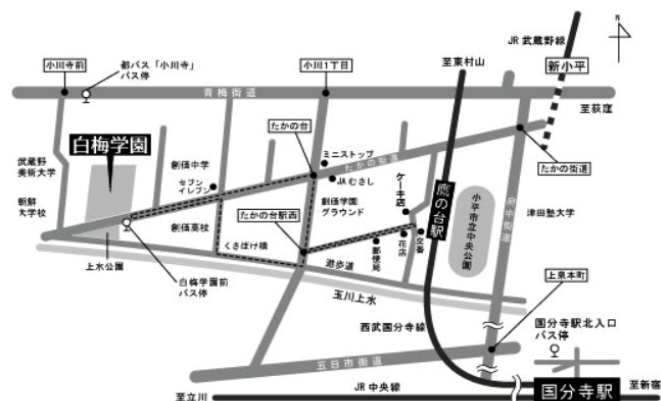 N
JR 武蔵野線
至東村山
新小平
小川寺前
都バス「小川寺」
バス停
小川1丁目
青梅街道
至荻窪
白梅学園
たかの台
ミニストップ
たかの街道
武蔵野
美術大学
創価中学
JAむさし
たかの街道
セブン
イレブン
創価学園
グラウンド
ケーキ店
鷹の台駅
小平市立中央公園
府中街道
津田塾大学
朝鮮
大学校
創価高校
たかの台駅西
くさぼけ橋
郵便局
花店
交番
上水公園
遊歩道
白梅学園前
バス停
玉川上水
上泉本町
西武国分寺線
国分寺駅北入口
バス停
五日市街道
至立川
JR 中央線
国分寺駅
至新宿